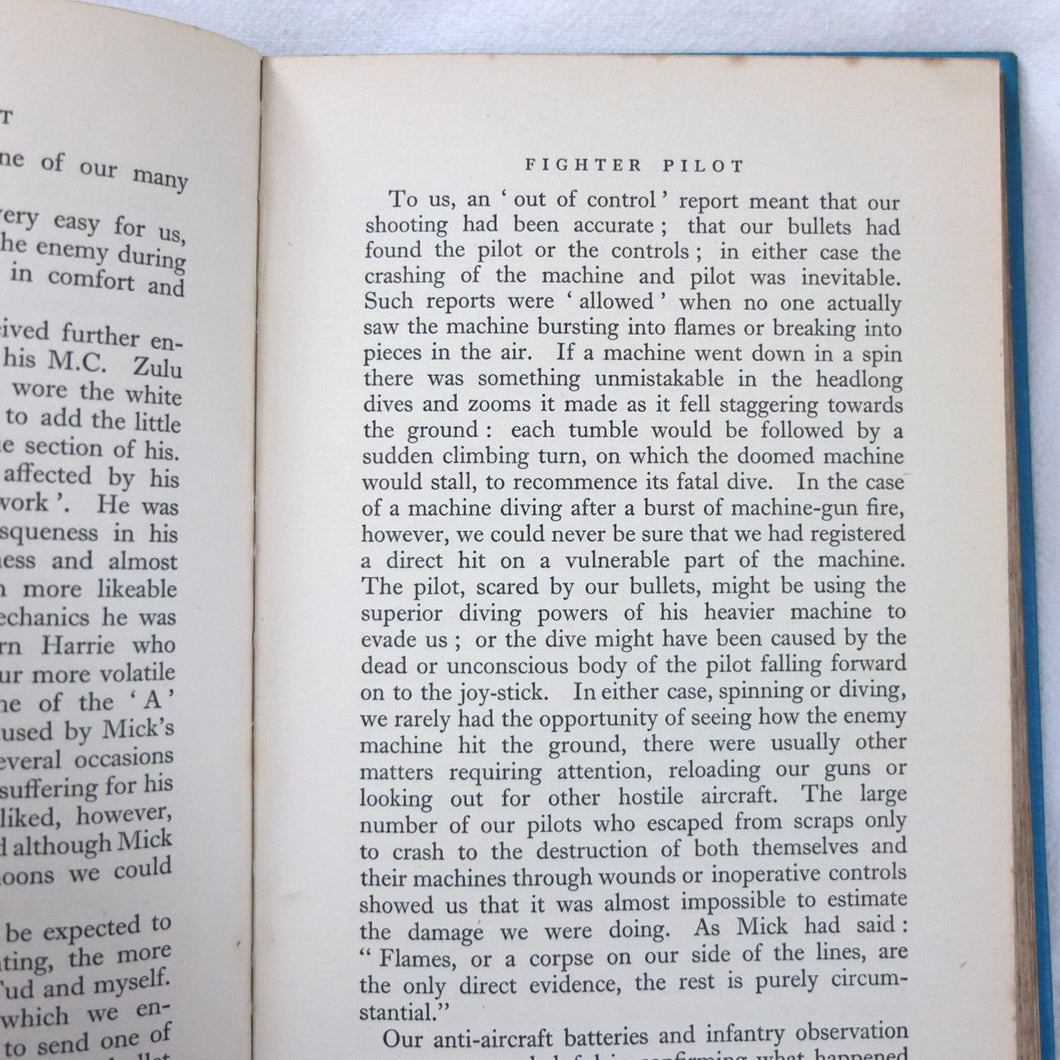 T
ne of our many
very easy for us,
he enemy during
in comfort and
ived further en-
his M.C. Zulu
wore the white
to add the little
section of his.
affected by his
work'. He was
squeness in his
ness and almost
more likeable
echanics he was
rn Harrie who
ur more volatile
ne of the 'A'
used by Mick's
everal occasions
suffering for his
liked, however,
d although Mick
noons we could
be expected to
ting, the more
Tud and myself.
which we en-
to send one of
FIGHTER PILOT
To us, an 'out of control' report meant that our
shooting had been accurate; that our bullets had
found the pilot or the controls; in either case the
crashing of the machine and pilot was inevitable.
Such reports were 'allowed' when no one actually
saw the machine bursting into flames or breaking into
pieces in the air. If a machine went down in a spin
there was something unmistakable in the headlong
dives and zooms it made as it fell staggering towards
the ground: each tumble would be followed by a
sudden climbing turn, on which the doomed machine
would stall, to recommence its fatal dive. In the case
of a machine diving after a burst of machine-gun fire,
however, we could never be sure that we had registered
a direct hit on a vulnerable part of the machine.
The pilot, scared by our bullets, might be using the
superior diving powers of his heavier machine to
evade us; or the dive might have been caused by the
dead or unconscious body of the pilot falling forward
on to the joy-stick. In either case, spinning or diving,
we rarely had the opportunity of seeing how the enemy
machine hit the ground, there were usually other
matters requiring attention, reloading our guns or
looking out for other hostile aircraft. The large
number of our pilots who escaped from scraps only
to crash to the destruction of both themselves and
their machines through wounds or inoperative controls
showed us that it was almost impossible to estimate
the damage we were doing. As Mick had said:
"Flames, or a corpse on our side of the lines, are
the only direct evidence, the rest is purely circum-
stantial."
Our anti-aircraft batteries and infantry observation
confirming what happened